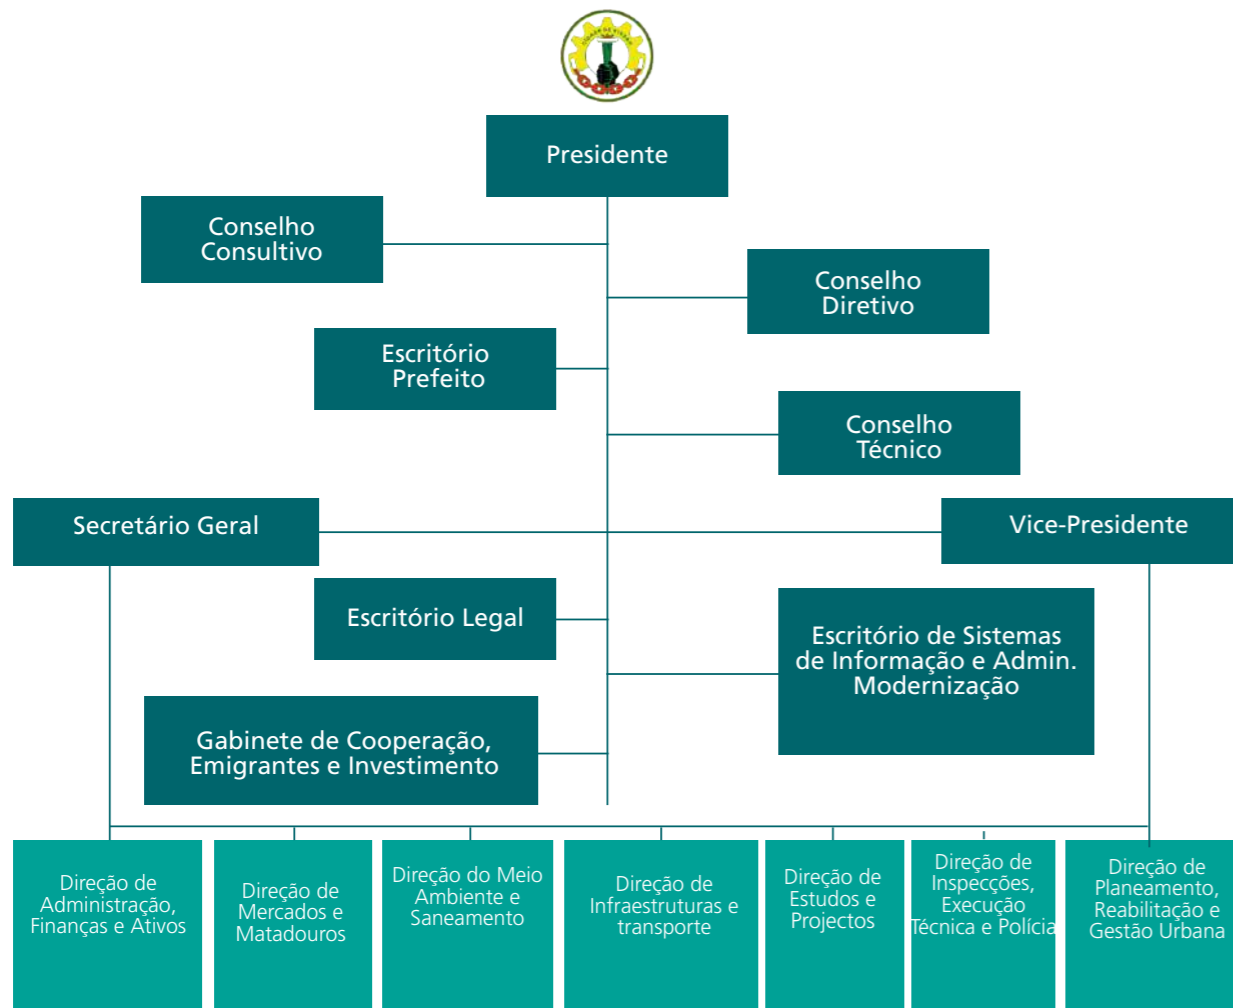 Presidente
Conselho
Consultivo
Conselho
Diretivo
Escritório
Prefeito
Conselho
Técnico
Secretário Geral
Vice-Presidente
Escritório Legal
Escritório de Sistemas
de Informação e Admin.
Modernização
Gabinete de Cooperação,
Emigrantes e Investimento
Direção de
Administração,
Finanças e Ativos
Direção de
Mercados e
Matadouros
Direção do Meio
Ambiente e
Saneamento
Direção de
Infraestruturas e
transporte
Direção de
Estudos e
Projectos
Direção de
Inspecções,
Execução
Técnica e Polícia
Direção de
Planeamento,
Reabilitação e
Gestão Urbana